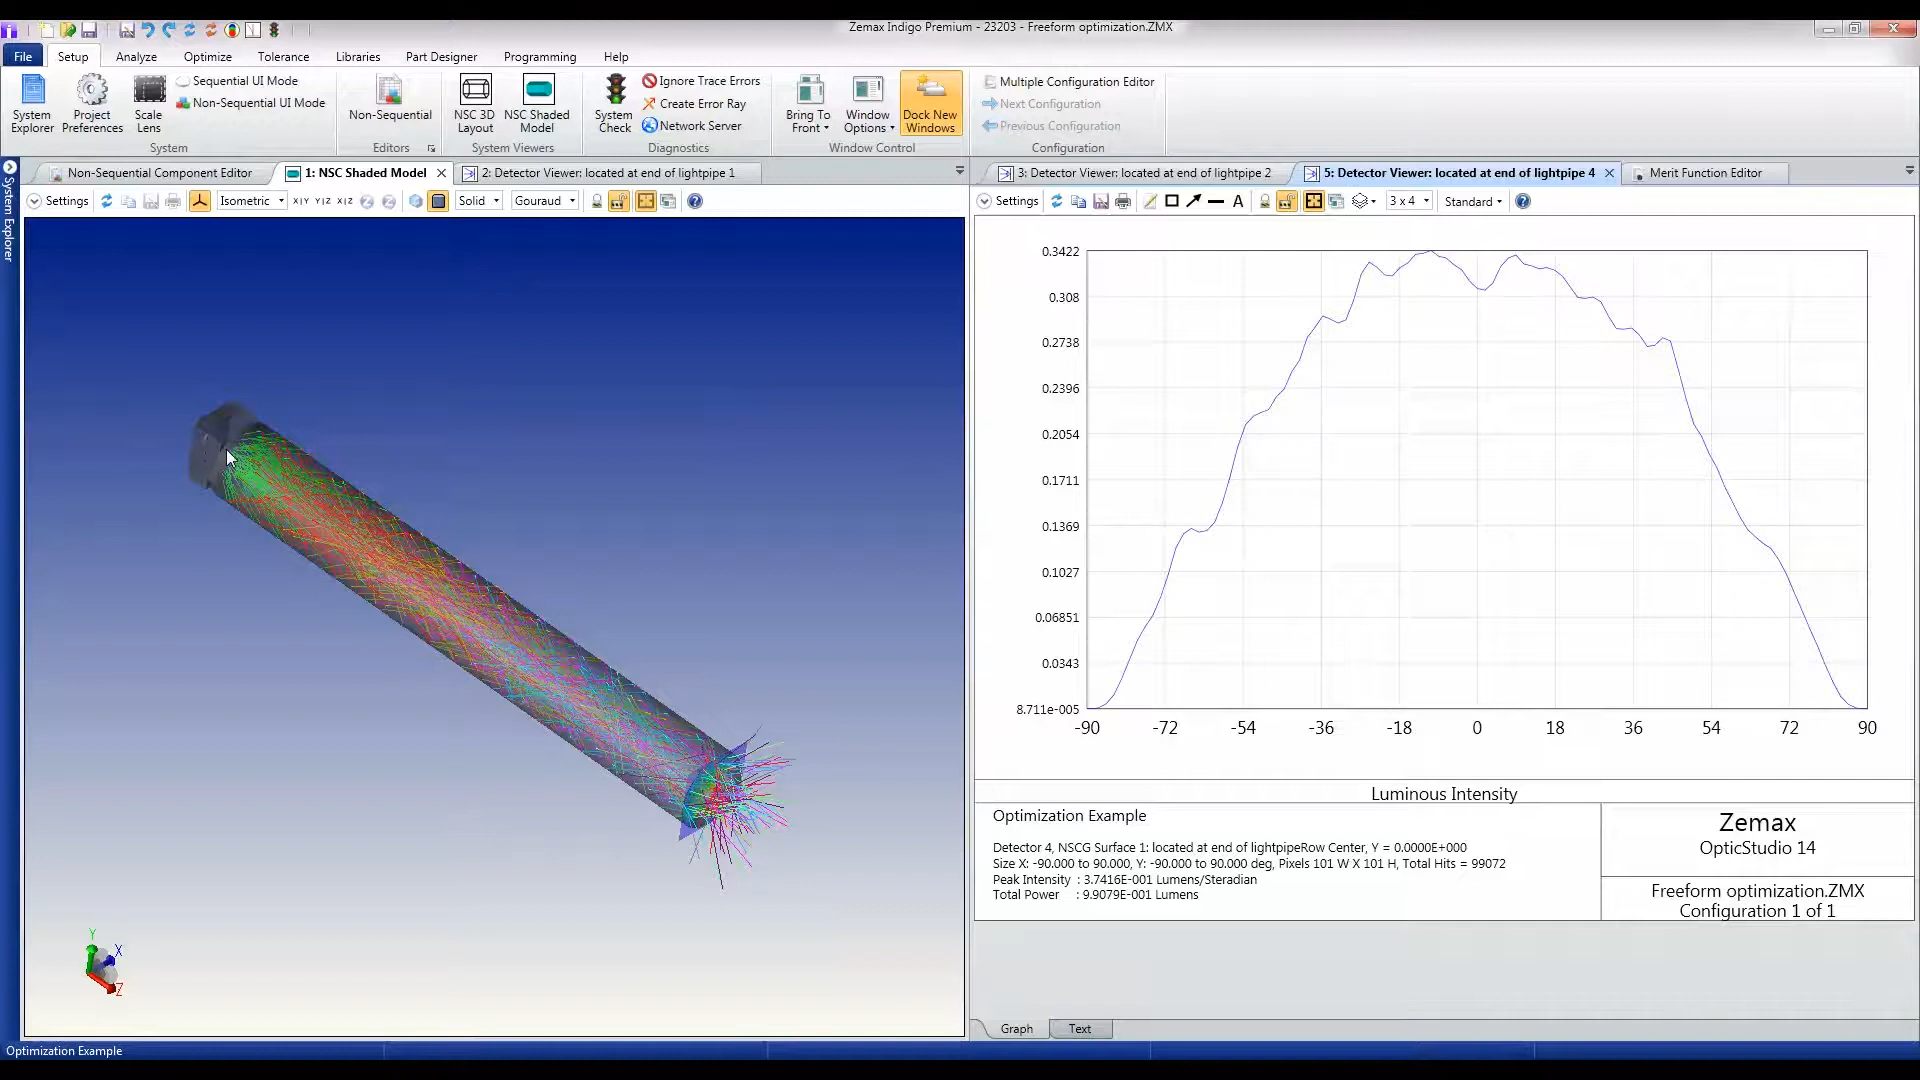 Zemax Indigo Premium - 23203 - Freeform optimization.ZMX
File Setup Analyze Optimize Tolerance Libraries Part Designer Programming Help
System Explorer
Project Preferences
Scale Lens
Sequential UI Mode
Non-Sequential UI Mode
System
Non-Sequential
Editors
NSC 3D Layout
NSC Shaded Model
System Viewers
System Check
Ignore Trace Errors
Create Error Ray
Network Server
Diagnostics
Bring To Front
Window Options
Dock New Windows
Window Control
Multiple Configuration Editor
Next Configuration
Previous Configuration
Configuration
System Explorer
Non-Sequential Component Editor
1: NSC Shaded Model
2: Detector Viewer: located at end of lightpipe 1
Settings Isometric X|Y Y|Z X|Z Solid Gouraud
Y
X
Z
3: Detector Viewer: located at end of lightpipe 2
5: Detector Viewer: located at end of lightpipe 4
Merit Function Editor
Settings A 3 x 4 Standard
0.3422
0.308
0.2738
0.2396
0.2054
0.1711
0.1369
0.1027
0.06851
0.0343
8.711e-005
-90 -72 -54 -36 -18 0 18 36 54 72 90
Luminous Intensity
Optimization Example
Detector 4, NSCG Surface 1: located at end of lightpipeRow Center, Y = 0.0000E+000
Size X: -90.000 to 90.000, Y: -90.000 to 90.000 deg, Pixels 101 W X 101 H, Total Hits = 99072
Peak Intensity : 3.7416E-001 Lumens/Steradian
Total Power : 9.9079E-001 Lumens
Zemax
OpticStudio 14
Freeform optimization.ZMX
Configuration 1 of 1
Graph Text
Optimization Example